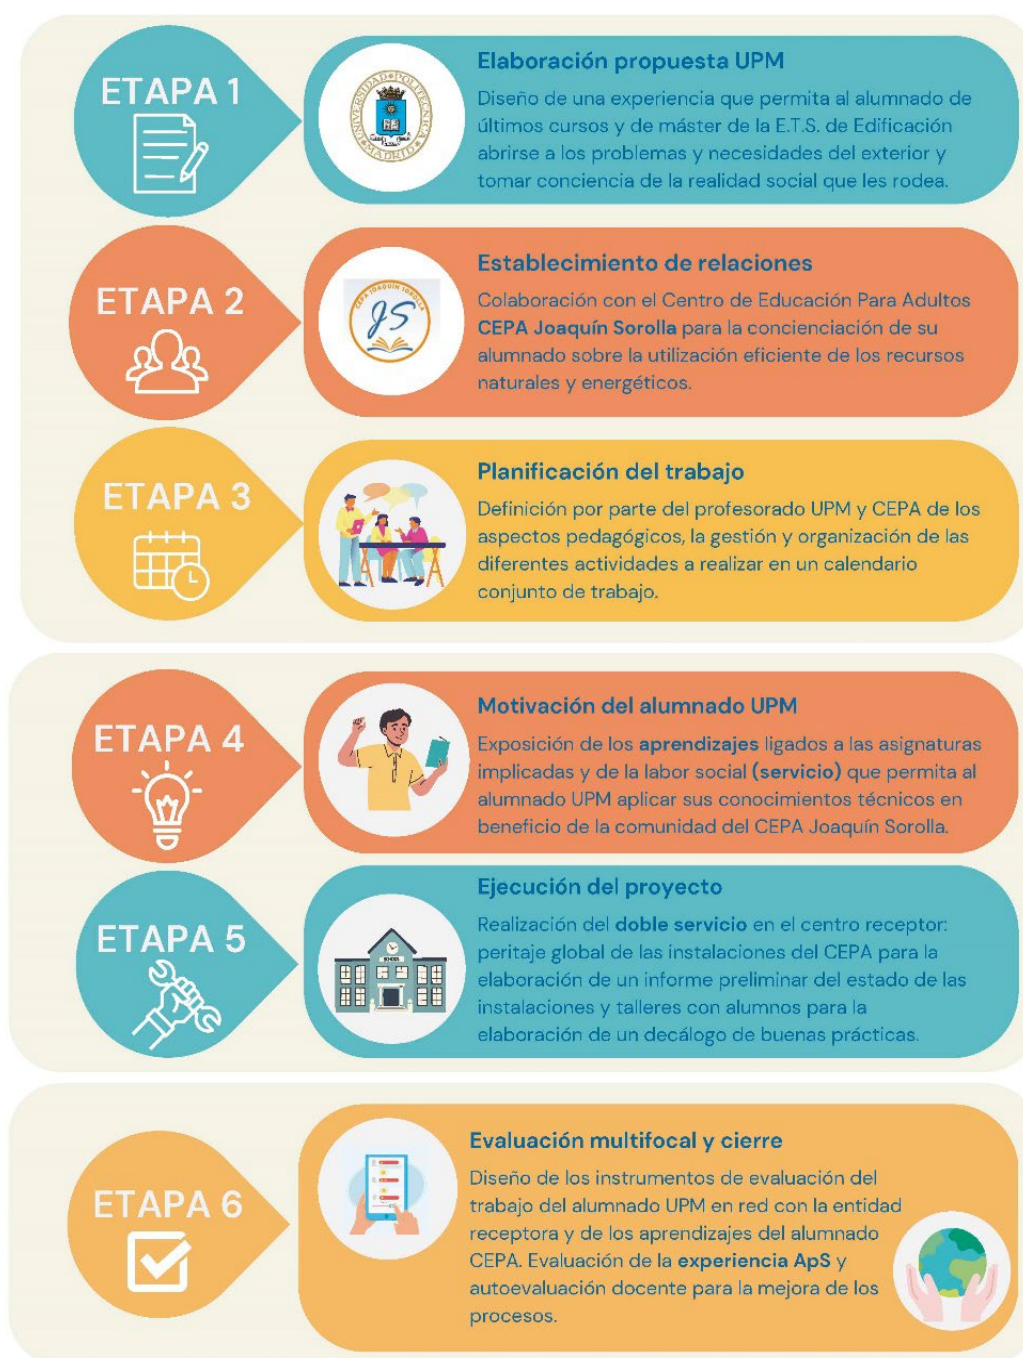 ETAPA 1
UNIVERSIDAD POLITÉCNICA
MADRID
Elaboración propuesta UPM
Diseño de una experiencia que permita al alumnado de
últimos cursos y de máster de la E.T.S. de Edificación
abrirse a los problemas y necesidades del exterior y
tomar conciencia de la realidad social que les rodea.
ETAPA 2
CEPA JOAQUÍN SOROLLA
JS
Establecimiento de relaciones
Colaboración con el Centro de Educación Para Adultos
CEPA Joaquín Sorolla para la concienciación de su
alumnado sobre la utilización eficiente de los recursos
naturales y energéticos.
ETAPA 3
Planificación del trabajo
Definición por parte del profesorado UPM y CEPA de los
aspectos pedagógicos, la gestión y organización de las
diferentes actividades a realizar en un calendario
conjunto de trabajo.
ETAPA 4
Motivación del alumnado UPM
Exposición de los aprendizajes ligados a las asignaturas
implicadas y de la labor social (servicio) que permita al
alumnado UPM aplicar sus conocimientos técnicos en
beneficio de la comunidad del CEPA Joaquín Sorolla.
ETAPA 5
SCHOOL
Ejecución del proyecto
Realización del doble servicio en el centro receptor:
peritaje global de las instalaciones del CEPA para la
elaboración de un informe preliminar del estado de las
instalaciones y talleres con alumnos para la
elaboración de un decálogo de buenas prácticas.
ETAPA 6
Evaluación multifocal y cierre
Diseño de los instrumentos de evaluación del
trabajo del alumnado UPM en red con la entidad
receptora y de los aprendizajes del alumnado
CEPA. Evaluación de la experiencia ApS y
autoevaluación docente para la mejora de los
procesos.